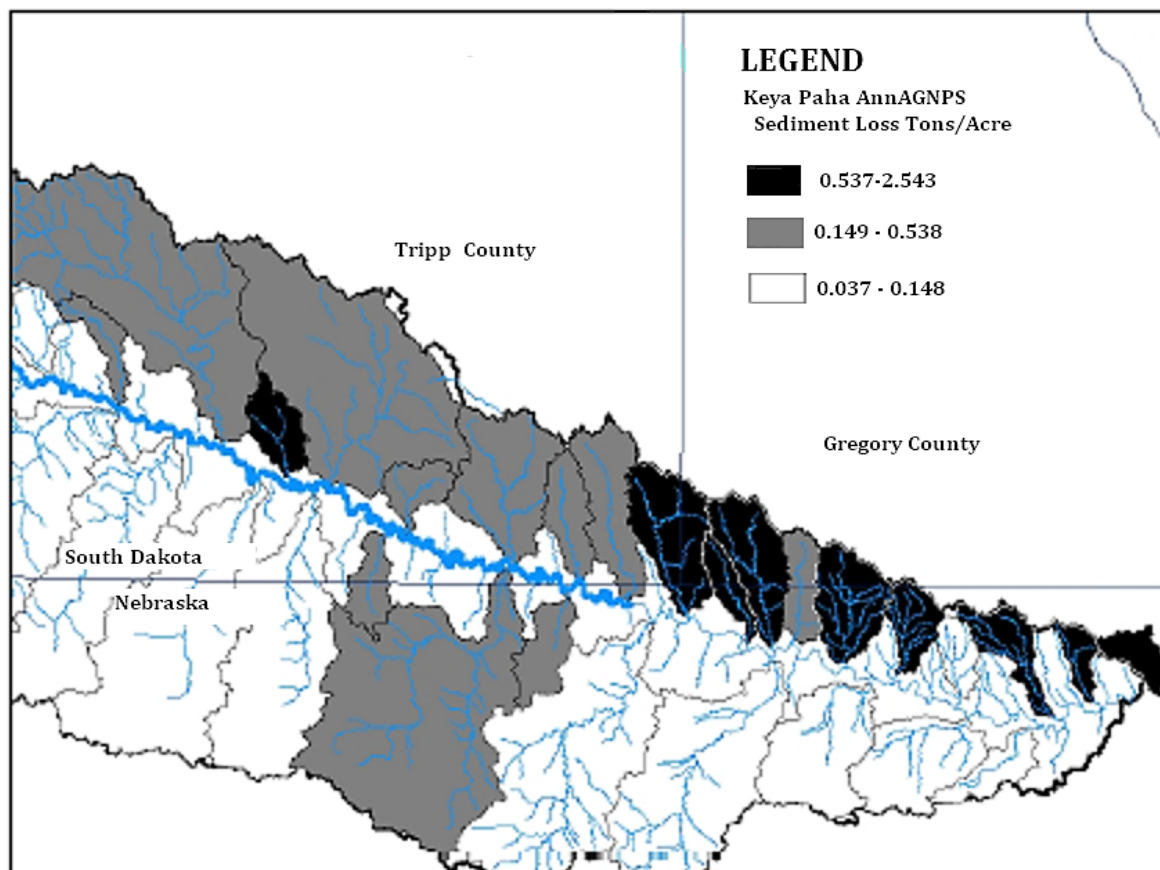 LEGEND
Keya Paha AnnAGNPS
Sediment Loss Tons/Acre
0.537-2.543
0.149 - 0.538
0.037 - 0.148
Tripp County
Gregory County
South Dakota
Nebraska